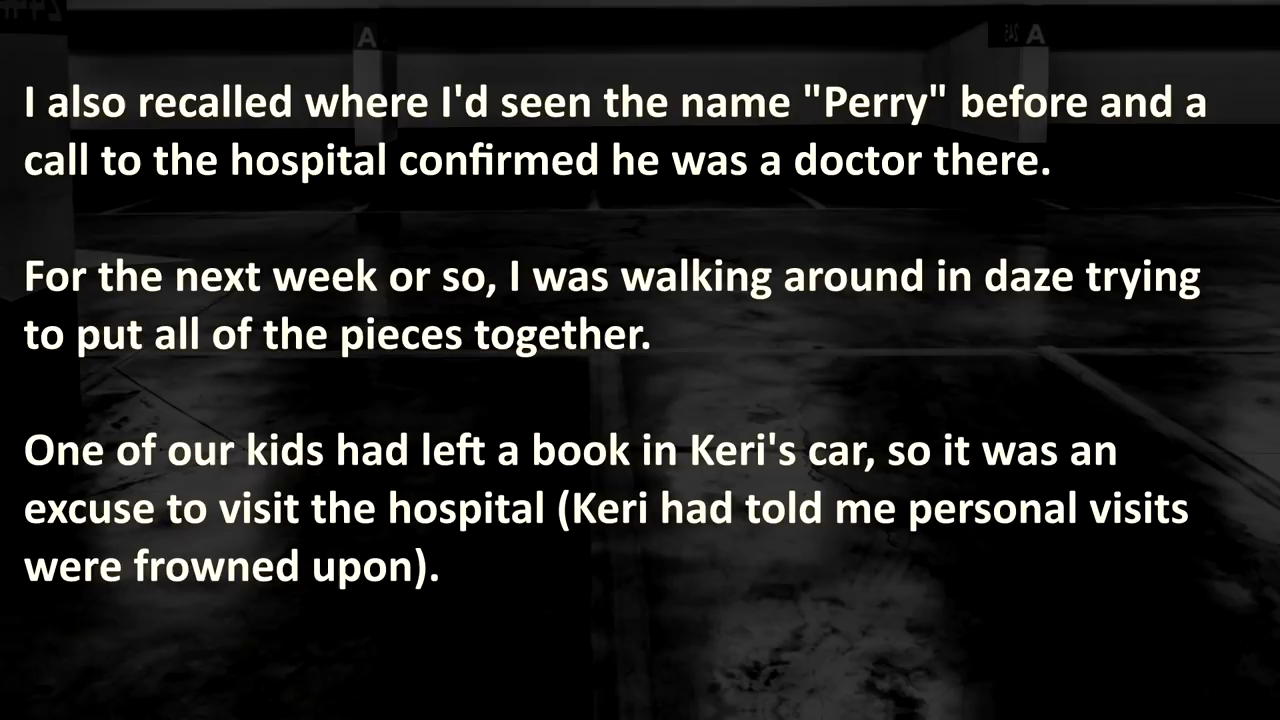 A
A
I also recalled where I'd seen the name "Perry" before and a
call to the hospital confirmed he was a doctor there.
For the next week or so, I was walking around in daze trying
to put all of the pieces together.
One of our kids had left a book in Keri's car, so it was an
excuse to visit the hospital (Keri had told me personal visits
were frowned upon).